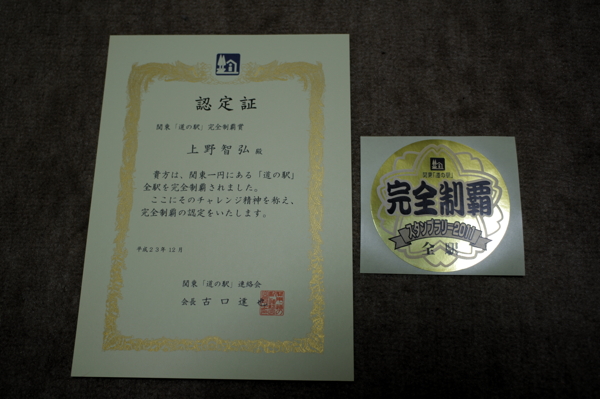 認定証
関東「道の駅」完全制覇賞
上野智弘 殿
貴方は、関東一円にある「道の駅」
全駅を完全制覇されました。
ここにそのチャレンジ精神を称え、
完全制覇の認定をいたします。
平成23年12月
関東「道の駅」連絡会
会長 古口達也
関東「道の駅」
完全制覇
スタンプラリー2011
全駅